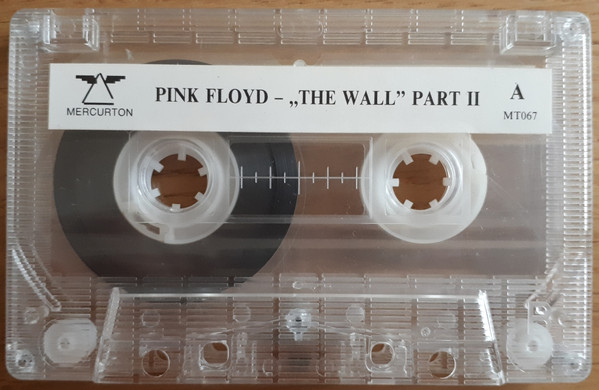 MERCURTON
PINK FLOYD – „THE WALL” PART II
A
MT067